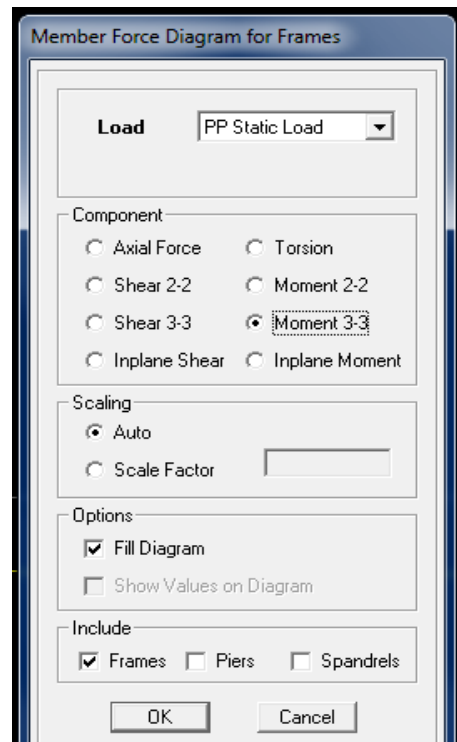 Member Force Diagram for Frames
Load PP Static Load
Component
Axial Force Torsion
Shear 2-2 Moment 2-2
Shear 3-3 Moment 3-3
Inplane Shear Inplane Moment
Scaling
Auto
Scale Factor
Options
Fill Diagram
Show Values on Diagram
Include
Frames Piers Spandrels
OK Cancel